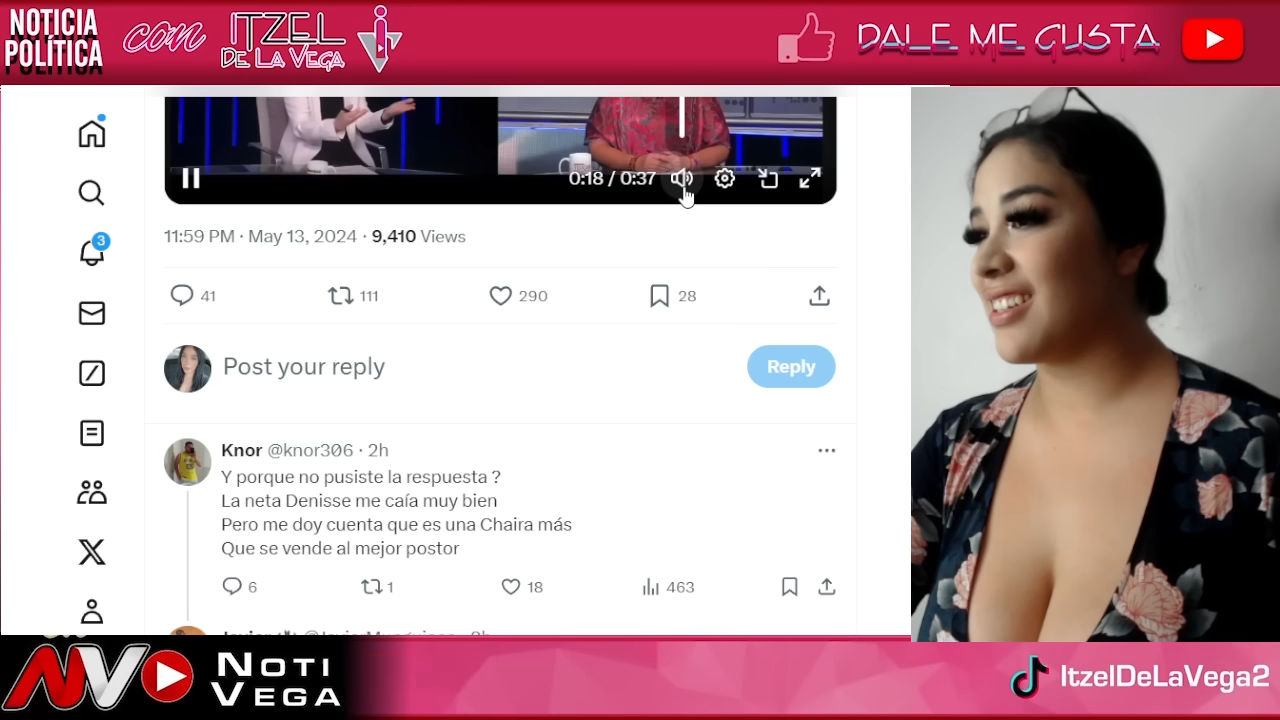 NOTICIA
POLÍTICA
con
ITZEL
DE LA VEGA
DALE ME GUSTA
0:18 / 0:37
11:59 PM · May 13, 2024 · 9,410 Views
41
111
290
28
Post your reply
Reply
3
Knor @knor306 · 2h
Y porque no pusiste la respuesta ?
La neta Denisse me caía muy bien
Pero me doy cuenta que es una Chaira más
Que se vende al mejor postor
6
1
18
463
NV
NOTI
VEGA
ItzelDeLaVega2